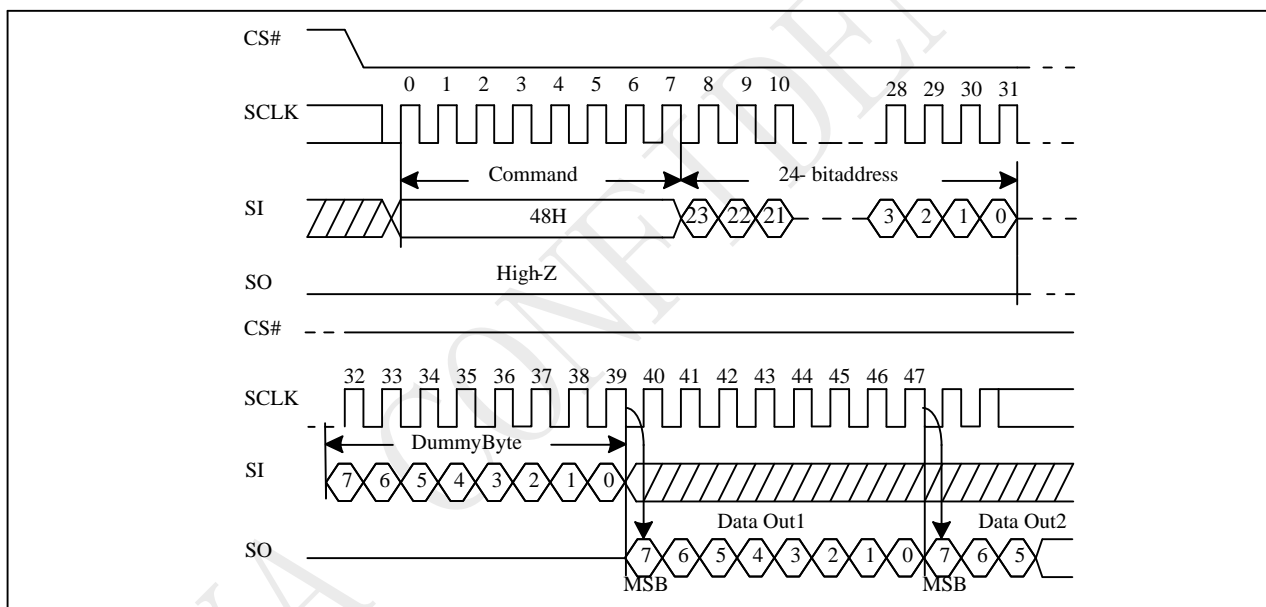 CS#
0 1 2 3 4 5 6 7 8 9 10 28 29 30 31
SCLK
Command 24- bitaddress
SI 48H 23 22 21 3 2 1 0
High-Z
SO
CS#
32 33 34 35 36 37 38 39 40 41 42 43 44 45 46 47
SCLK
DummyByte
SI 7 6 5 4 3 2 1 0
Data Out1 Data Out2
SO 7 6 5 4 3 2 1 0 7 6 5
MSB MSB